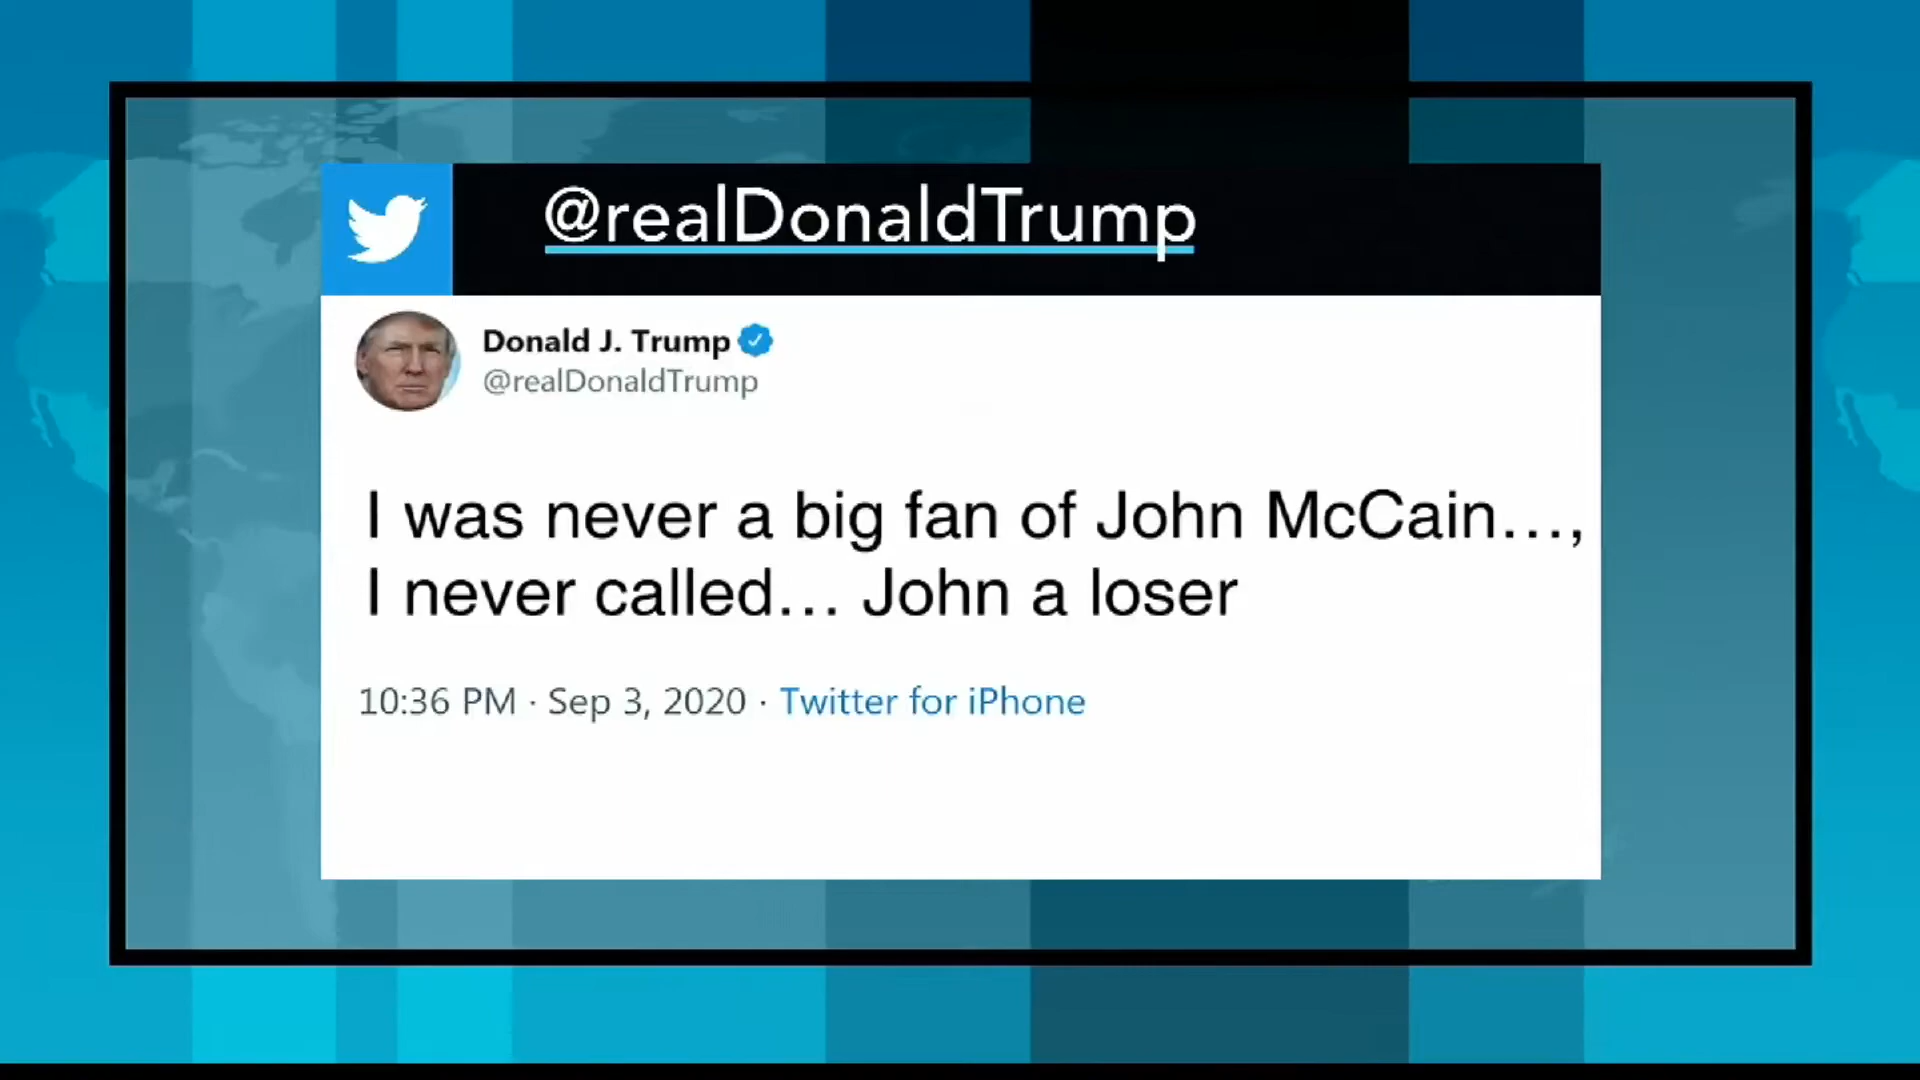 @realDonaldTrump
Donald J. Trump
@realDonaldTrump
I was never a big fan of John McCain...,
I never called... John a loser
10:36 PM · Sep 3, 2020 · Twitter for iPhone